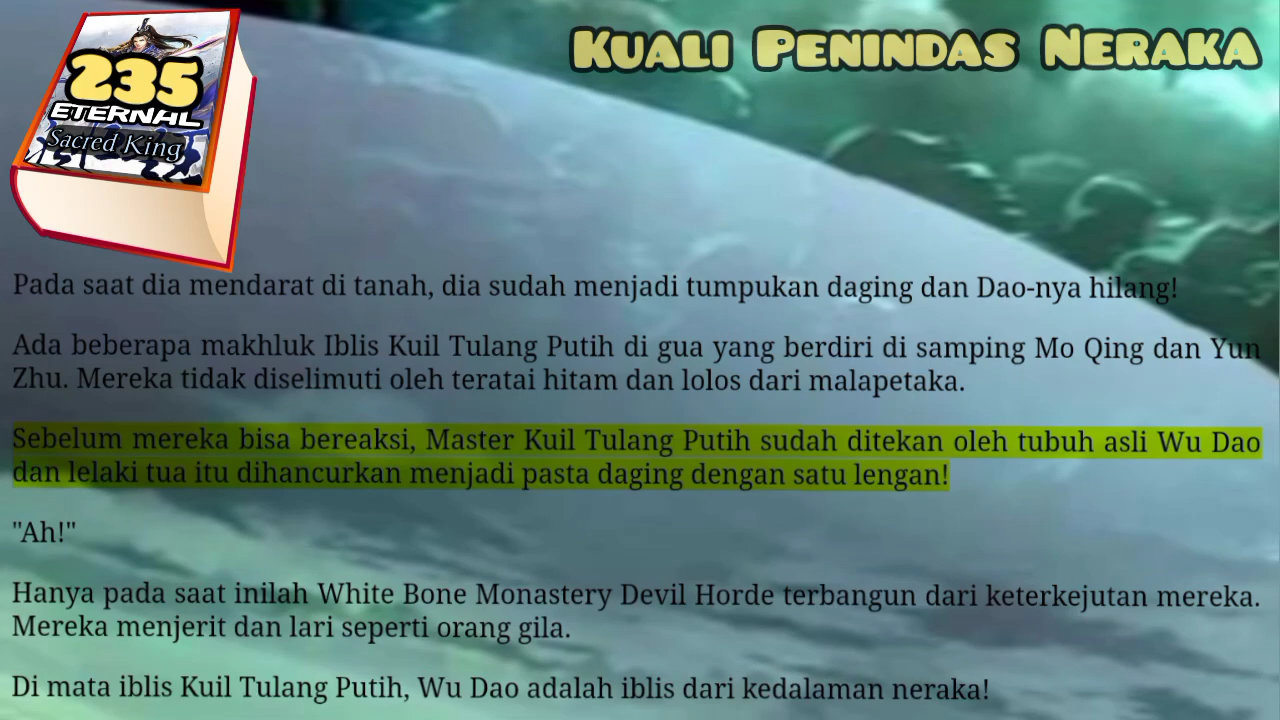 Kuali Penindas Neraka
235
ETERNAL
Sacred King
Pada saat dia mendarat di tanah, dia sudah menjadi tumpukan daging dan Dao-nya hilang!
Ada beberapa makhluk Iblis Kuil Tulang Putih di gua yang berdiri di samping Mo Qing dan Yun
Zhu. Mereka tidak diselimuti oleh teratai hitam dan lolos dari malapetaka.
Sebelum mereka bisa bereaksi, Master Kuil Tulang Putih sudah ditekan oleh tubuh asli Wu Dao
dan lelaki tua itu dihancurkan menjadi pasta daging dengan satu lengan!
"Ah!"
Hanya pada saat inilah White Bone Monastery Devil Horde terbangun dari keterkejutan mereka.
Mereka menjerit dan lari seperti orang gila.
Di mata iblis Kuil Tulang Putih, Wu Dao adalah iblis dari kedalaman neraka!